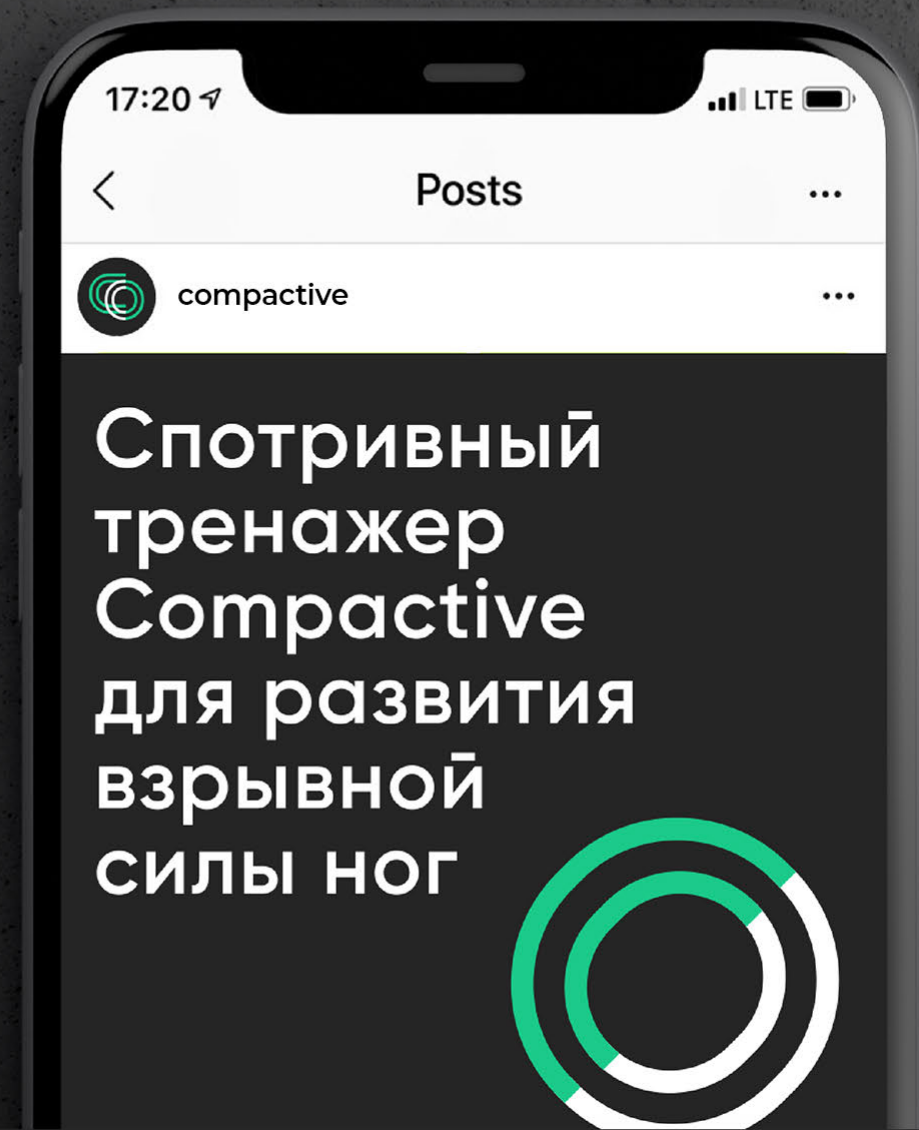 17:20 LTE
Posts
compactive
Спотривный
тренажер
Compactive
для развития
взрывной
силы ног